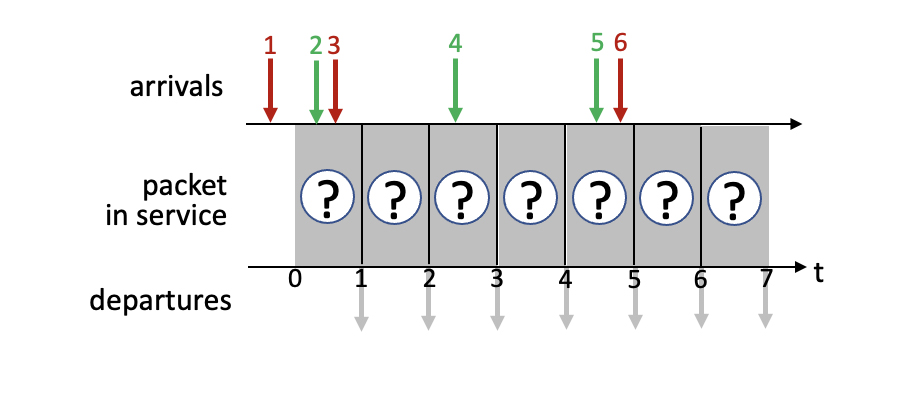 1 2 3 4 5 6
arrivals
packet
in service
? ? ? ? ? ? ?
0 1 2 3 4 5 6 7 t
departures